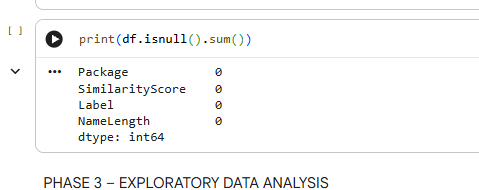 [ ]
print(df.isnull().sum())
••• Package 0
SimilarityScore 0
Label 0
NameLength 0
dtype: int64
PHASE 3 – EXPLORATORY DATA ANALYSIS